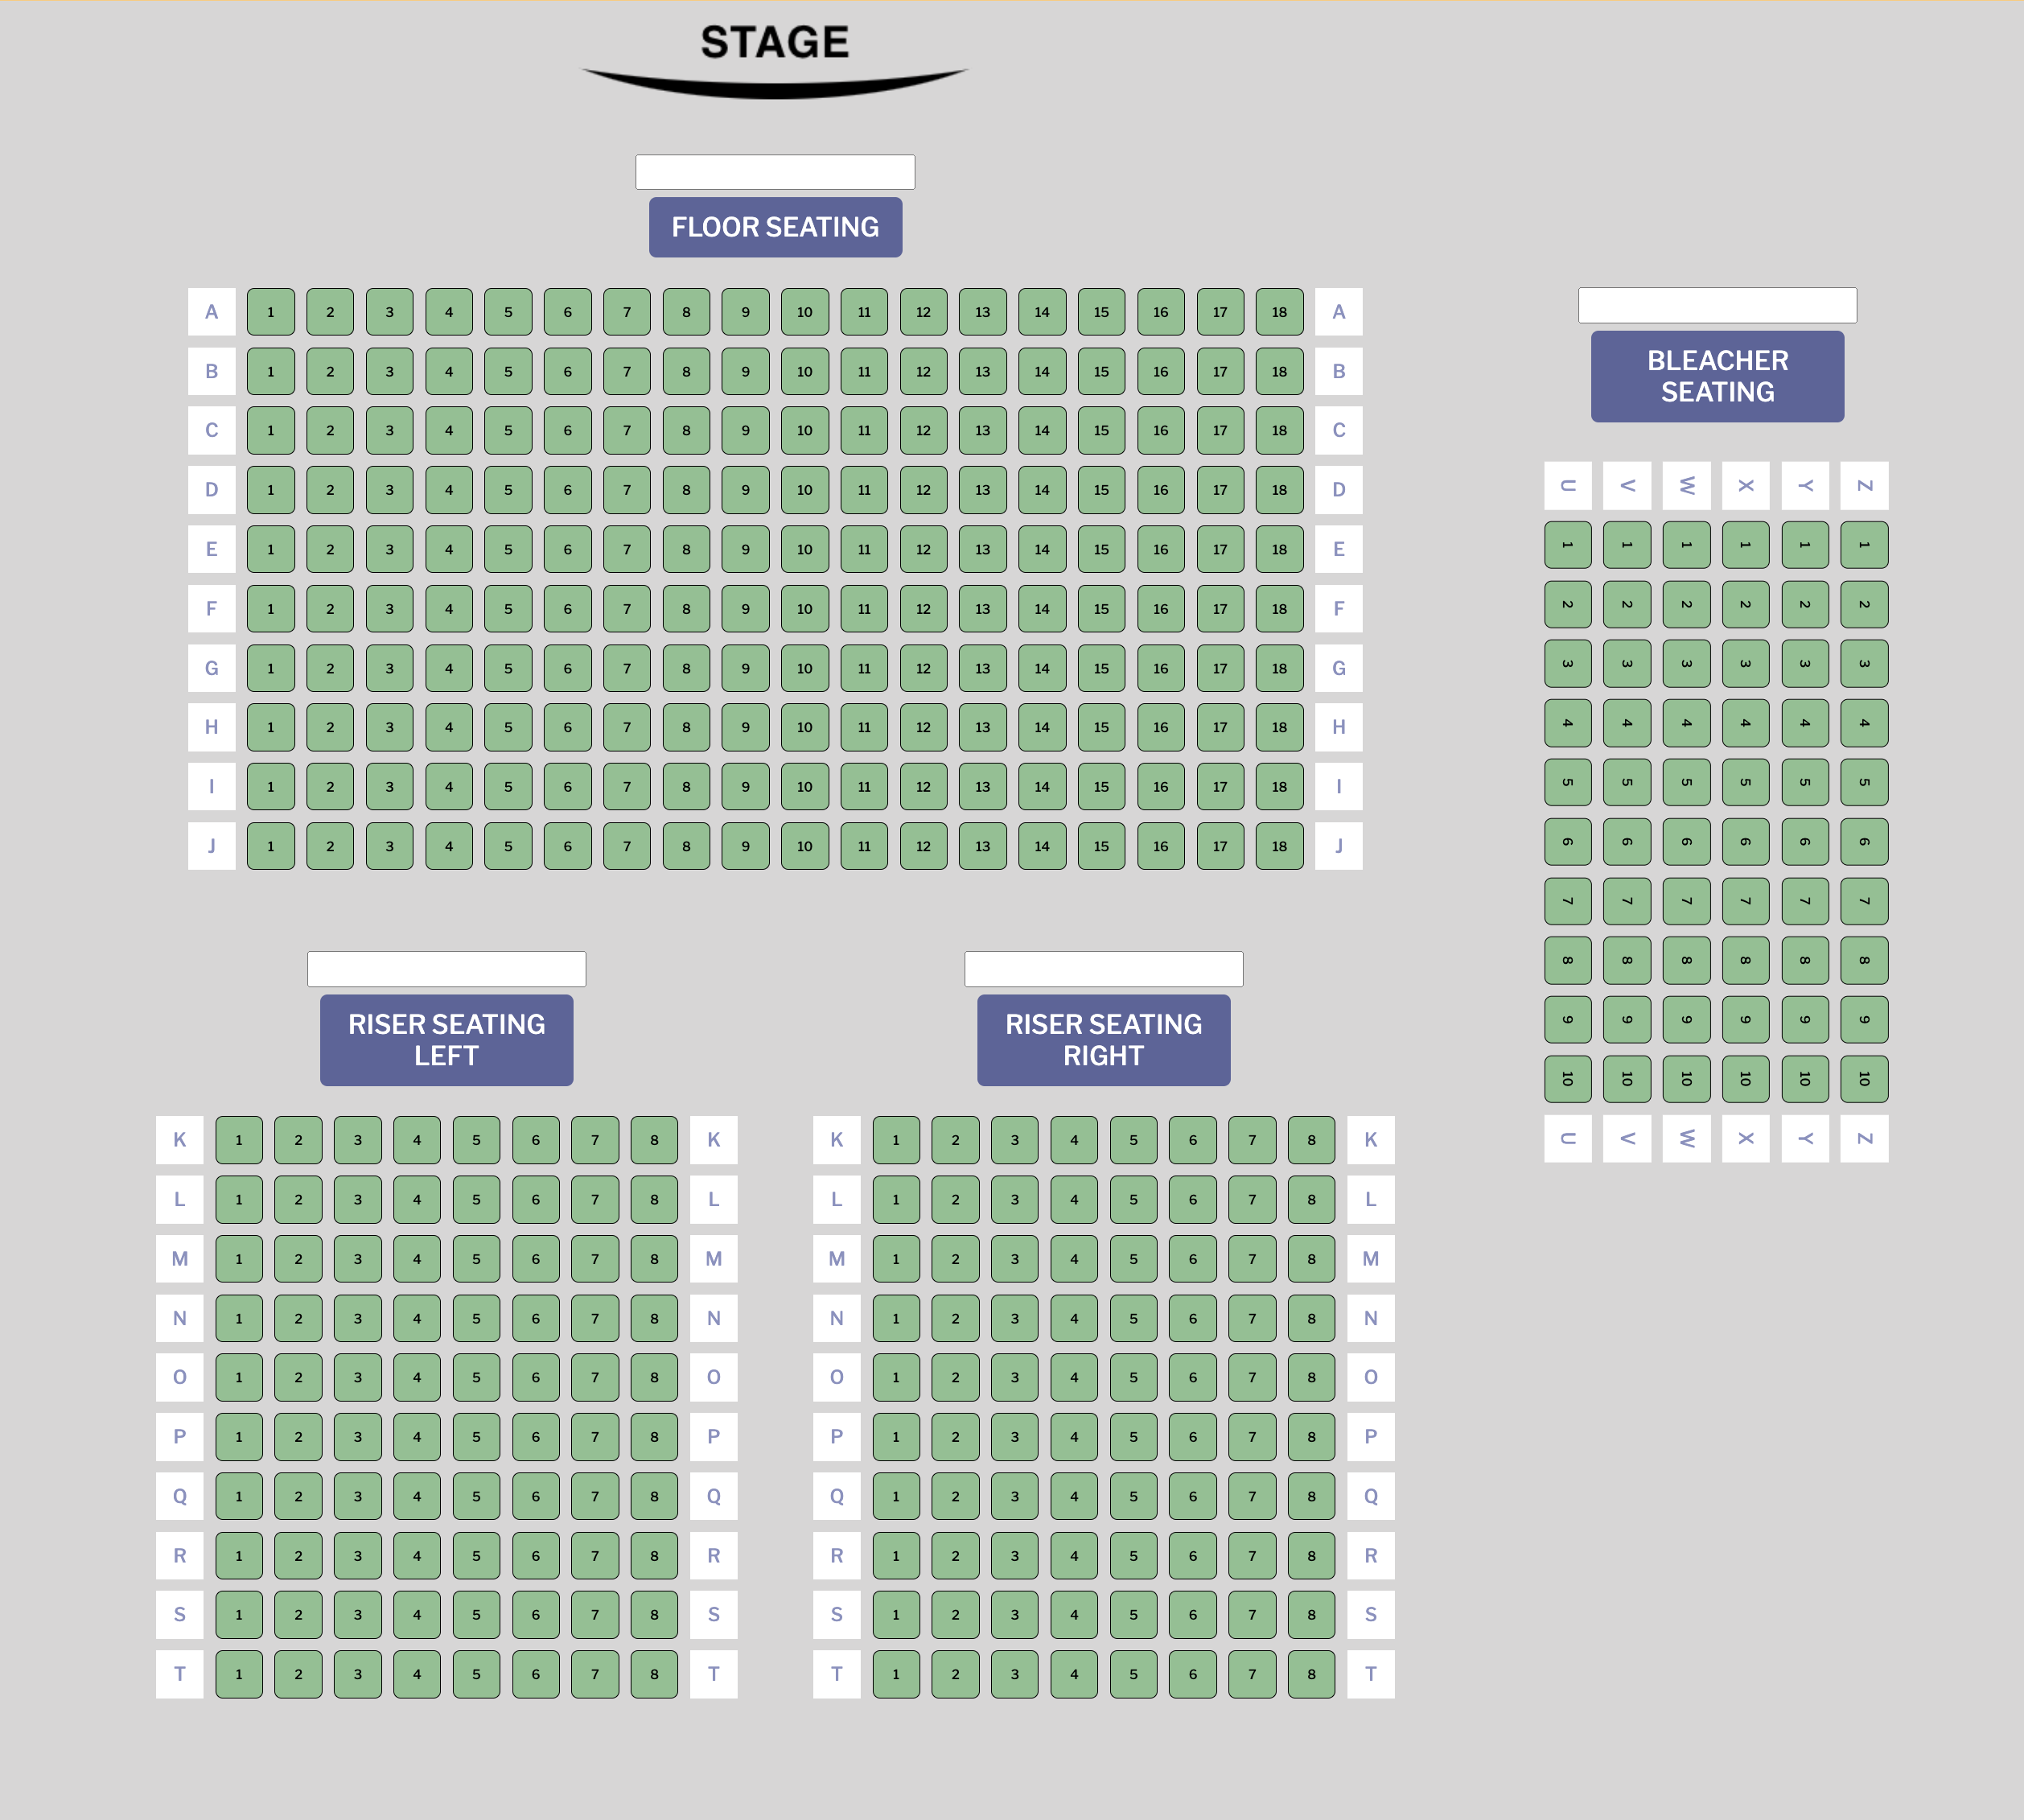 STAGE
FLOOR SEATING
A 1 2 3 4 5 6 7 8 9 10 11 12 13 14 15 16 17 18 A
B 1 2 3 4 5 6 7 8 9 10 11 12 13 14 15 16 17 18 B
C 1 2 3 4 5 6 7 8 9 10 11 12 13 14 15 16 17 18 C
D 1 2 3 4 5 6 7 8 9 10 11 12 13 14 15 16 17 18 D
E 1 2 3 4 5 6 7 8 9 10 11 12 13 14 15 16 17 18 E
F 1 2 3 4 5 6 7 8 9 10 11 12 13 14 15 16 17 18 F
G 1 2 3 4 5 6 7 8 9 10 11 12 13 14 15 16 17 18 G
H 1 2 3 4 5 6 7 8 9 10 11 12 13 14 15 16 17 18 H
I 1 2 3 4 5 6 7 8 9 10 11 12 13 14 15 16 17 18 I
J 1 2 3 4 5 6 7 8 9 10 11 12 13 14 15 16 17 18 J
BLEACHER
SEATING
U V W X Y Z
1 1 1 1 1 1
2 2 2 2 2 2
3 3 3 3 3 3
4 4 4 4 4 4
5 5 5 5 5 5
6 6 6 6 6 6
7 7 7 7 7 7
8 8 8 8 8 8
9 9 9 9 9 9
10 10 10 10 10 10
U V W X Y Z
RISER SEATING
LEFT
K 1 2 3 4 5 6 7 8 K
L 1 2 3 4 5 6 7 8 L
M 1 2 3 4 5 6 7 8 M
N 1 2 3 4 5 6 7 8 N
O 1 2 3 4 5 6 7 8 O
P 1 2 3 4 5 6 7 8 P
Q 1 2 3 4 5 6 7 8 Q
R 1 2 3 4 5 6 7 8 R
S 1 2 3 4 5 6 7 8 S
T 1 2 3 4 5 6 7 8 T
RISER SEATING
RIGHT
K 1 2 3 4 5 6 7 8 K
L 1 2 3 4 5 6 7 8 L
M 1 2 3 4 5 6 7 8 M
N 1 2 3 4 5 6 7 8 N
O 1 2 3 4 5 6 7 8 O
P 1 2 3 4 5 6 7 8 P
Q 1 2 3 4 5 6 7 8 Q
R 1 2 3 4 5 6 7 8 R
S 1 2 3 4 5 6 7 8 S
T 1 2 3 4 5 6 7 8 T